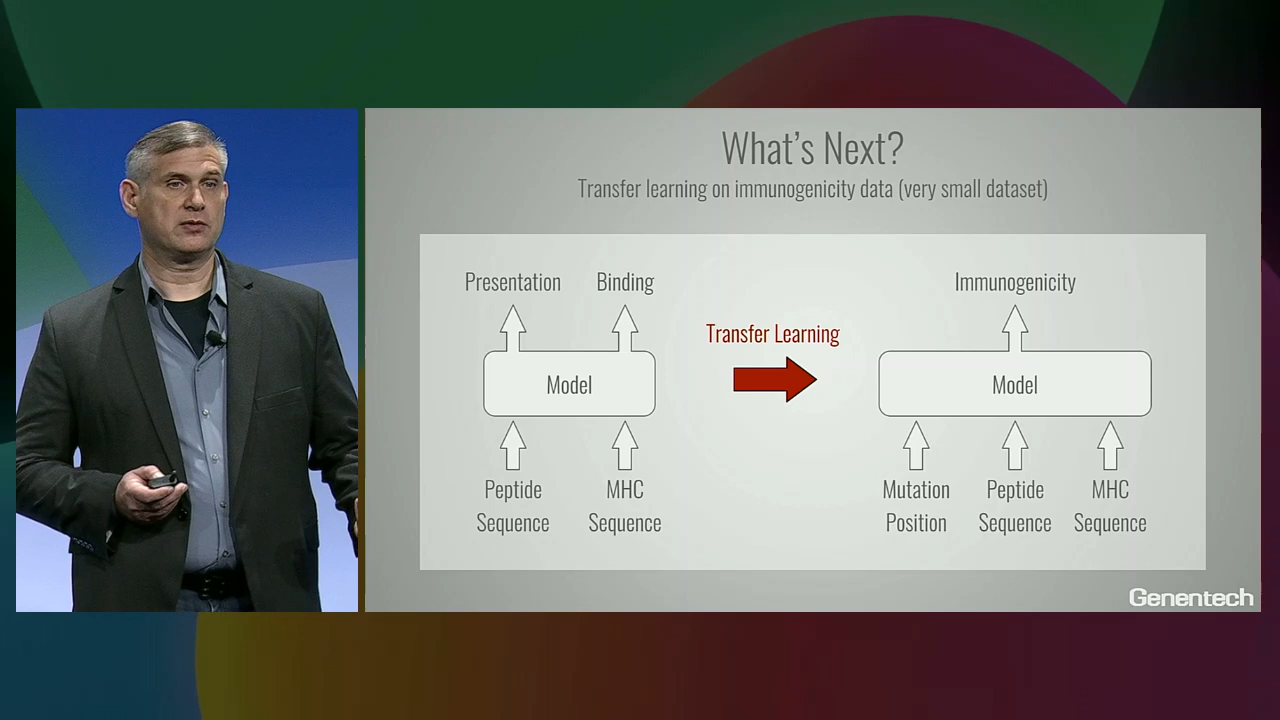 What's Next?
Transfer learning on immunogenicity data (very small dataset)
Presentation
Binding
Model
Peptide
Sequence
MHC
Sequence
Transfer Learning
Immunogenicity
Model
Mutation
Position
Peptide
Sequence
MHC
Sequence
Genentech